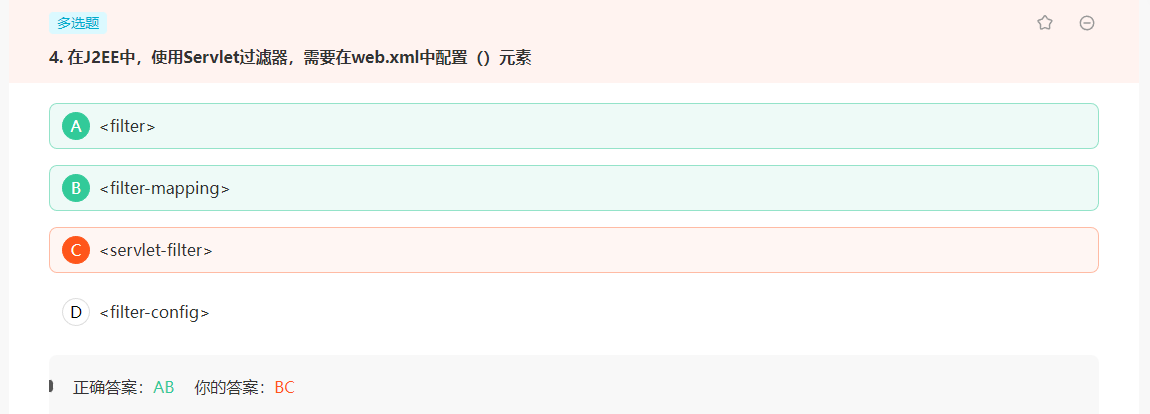 多选题
4. 在J2EE中，使用Servlet过滤器，需要在web.xml中配置（）元素
A <filter>
B <filter-mapping>
C <servlet-filter>
D <filter-config>
正确答案：AB 你的答案：BC